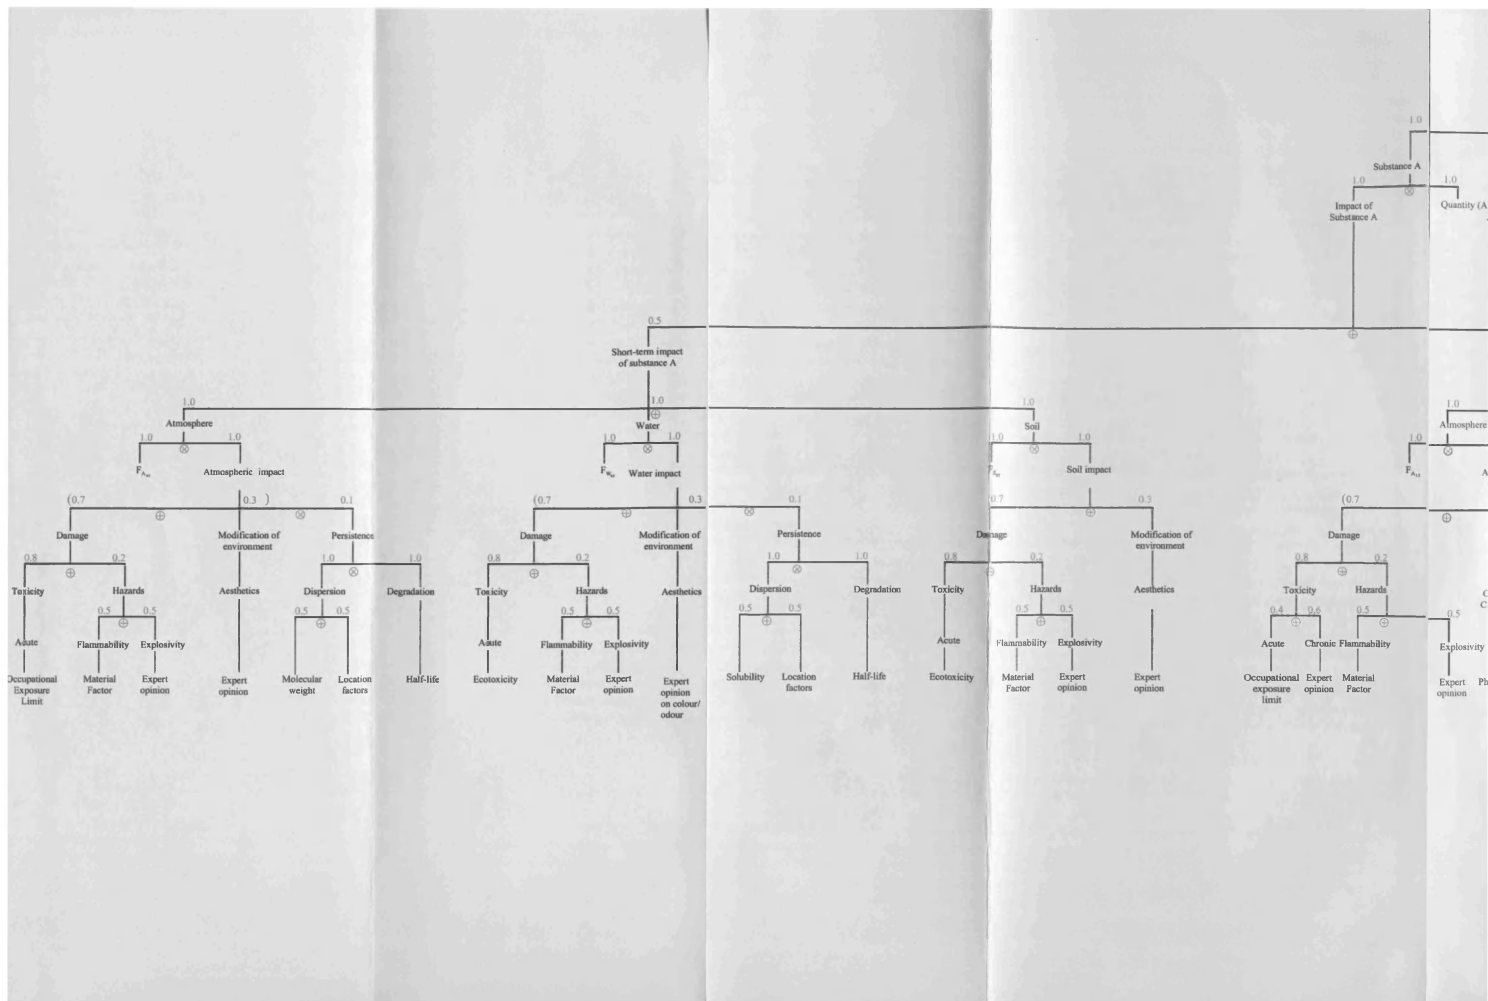 1.0
Substance A
1.0 ⊗ 1.0
Impact of Quantity (A
Substance A
0.5
⊕
Short-term impact
of substance A
1.0 1.0 1.0 1.0
⊕
Atmosphere Water Soil Atmosphere
1.0 1.0 1.0 1.0 1.0 1.0 1.0
⊗ ⊗ ⊗ ⊗
Atmospheric impact Water impact Soil impact A
(0.7 0.3 ) 0.1 (0.7 0.3 0.1 0.7 0.3 (0.7
⊕ ⊗ ⊕ ⊗ ⊕ ⊕
Damage Modification of Persistence Damage Modification of Persistence Damage Modification of Damage
environment environment environment
0.8 0.2 1.0 1.0 0.8 0.2 1.0 1.0 0.8 0.2 0.8 0.2
⊕ ⊗ ⊕ ⊗ ⊕ ⊕
Toxicity Hazards Aesthetics Dispersion Degradation Toxicity Hazards Aesthetics Dispersion Degradation Toxicity Hazards Aesthetics Toxicity Hazards
0.5 0.5 0.5 0.5 0.5 0.5 0.5 0.5 0.5 0.5 0.4 0.6 0.5 0.5
⊕ ⊕ ⊕ ⊕ ⊕ ⊕ ⊕
Acute Flammability Explosivity Acute Flammability Explosivity Acute Flammability Explosivity Acute Chronic Flammability Explosivity
Occupational Material Expert Expert Molecular Location Half-life Ecotoxicity Material Expert Expert Solubility Location Half-life Ecotoxicity Material Expert Expert Occupational Expert Material Expert Ph
Exposure Factor opinion opinion weight factors Factor opinion opinion factors Factor opinion opinion exposure opinion Factor opinion
Limit on colour/ limit
odour